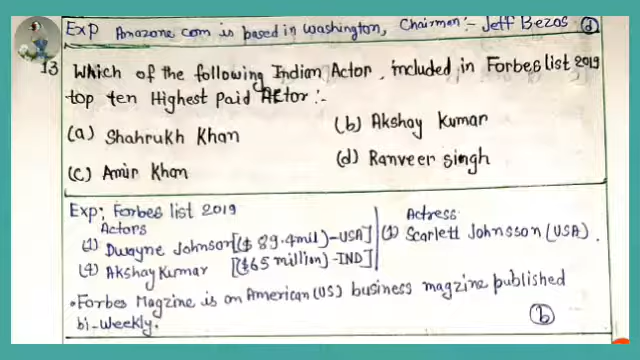 Exp Amazone com is based in Washington, Chairman:- Jeff Bezos (d)
13 Which of the following Indian Actor, included in Forbes list 2019
top ten Highest Paid Actor:-
(a) Shahrukh Khan (b) Akshay Kumar
(c) Amir Khan (d) Ranveer singh
Exp: Forbes list 2019 Actress:
Actors
(1) Dwayne Johnson [($ 89.4mil)-USA] (1) Scarlett Johnsson (USA).
(4) Akshay Kumar [($65 million)-IND]
•Forbes Magzine is an American (US) business magzine published
bi-weekly. (b)